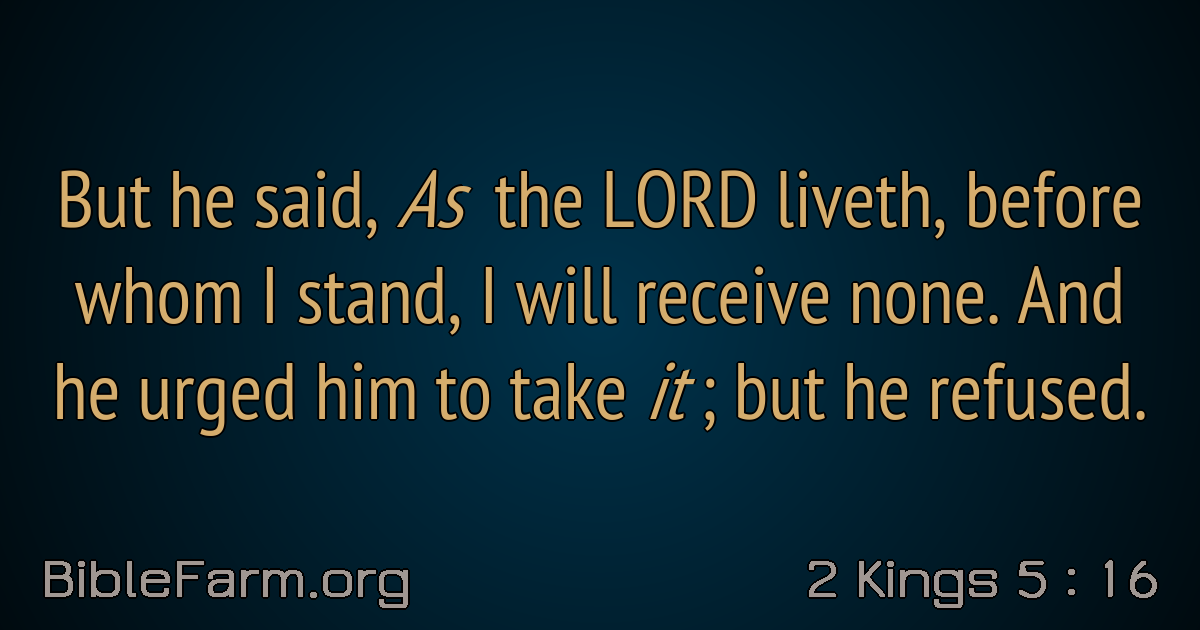 But he said, As the LORD liveth, before
whom I stand, I will receive none. And
he urged him to take it; but he refused.
BibleFarm.org
2 Kings 5 : 16